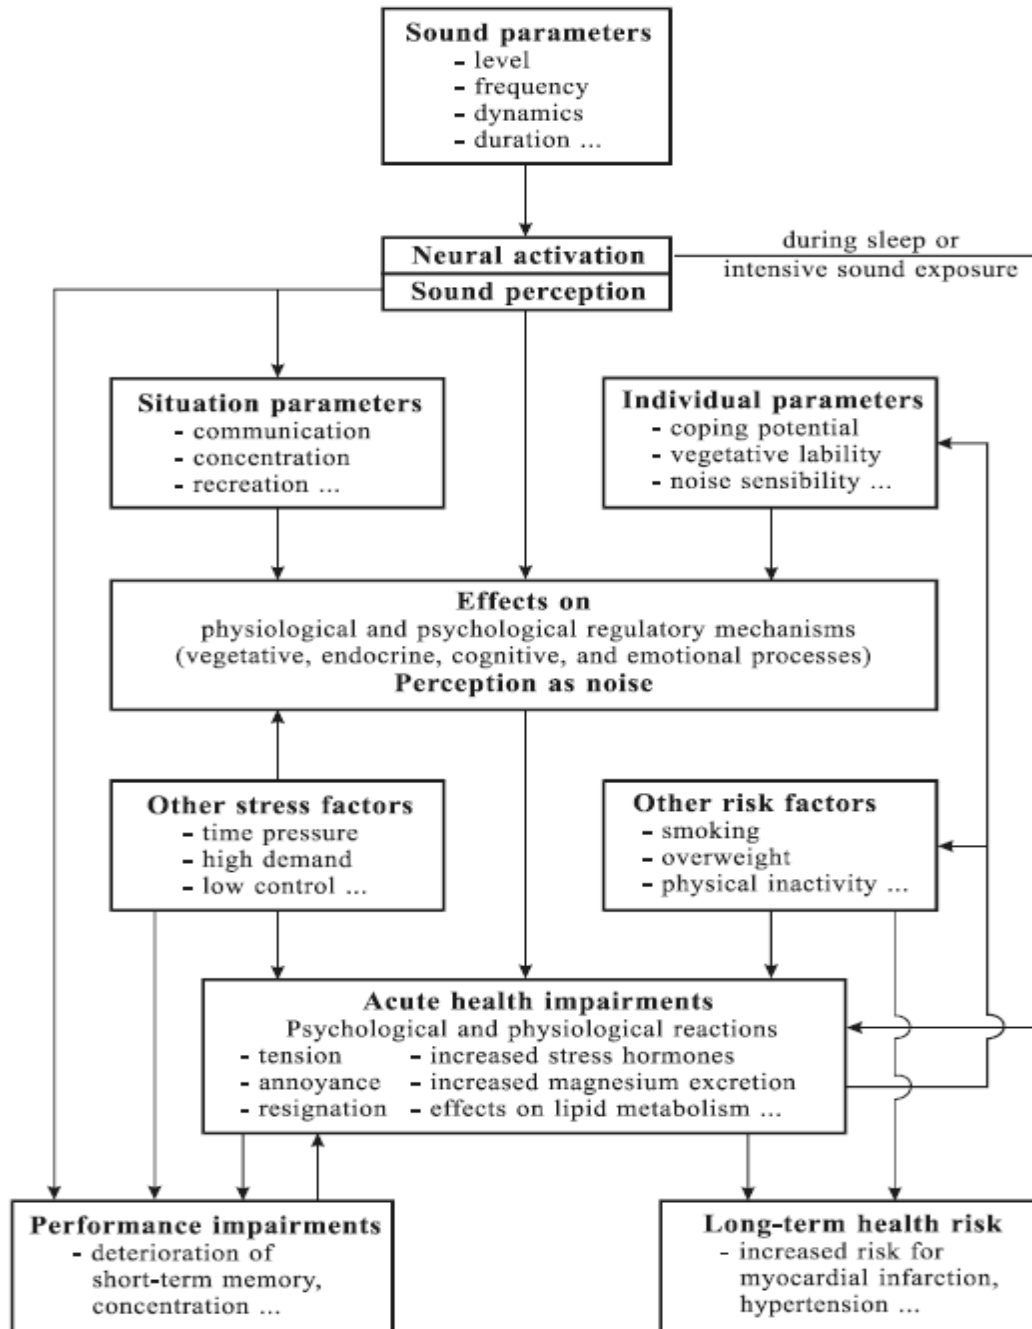 Sound parameters
- level
- frequency
- dynamics
- duration ...
Neural activation
during sleep or
intensive sound exposure
Sound perception
Situation parameters
- communication
- concentration
- recreation ...
Individual parameters
- coping potential
- vegetative lability
- noise sensibility ...
Effects on
physiological and psychological regulatory mechanisms
(vegetative, endocrine, cognitive, and emotional processes)
Perception as noise
Other stress factors
- time pressure
- high demand
- low control ...
Other risk factors
- smoking
- overweight
- physical inactivity ...
Acute health impairments
Psychological and physiological reactions
- tension - increased stress hormones
- annoyance - increased magnesium excretion
- resignation - effects on lipid metabolism ...
Performance impairments
- deterioration of
short-term memory,
concentration ...
Long-term health risk
- increased risk for
myocardial infarction,
hypertension ...